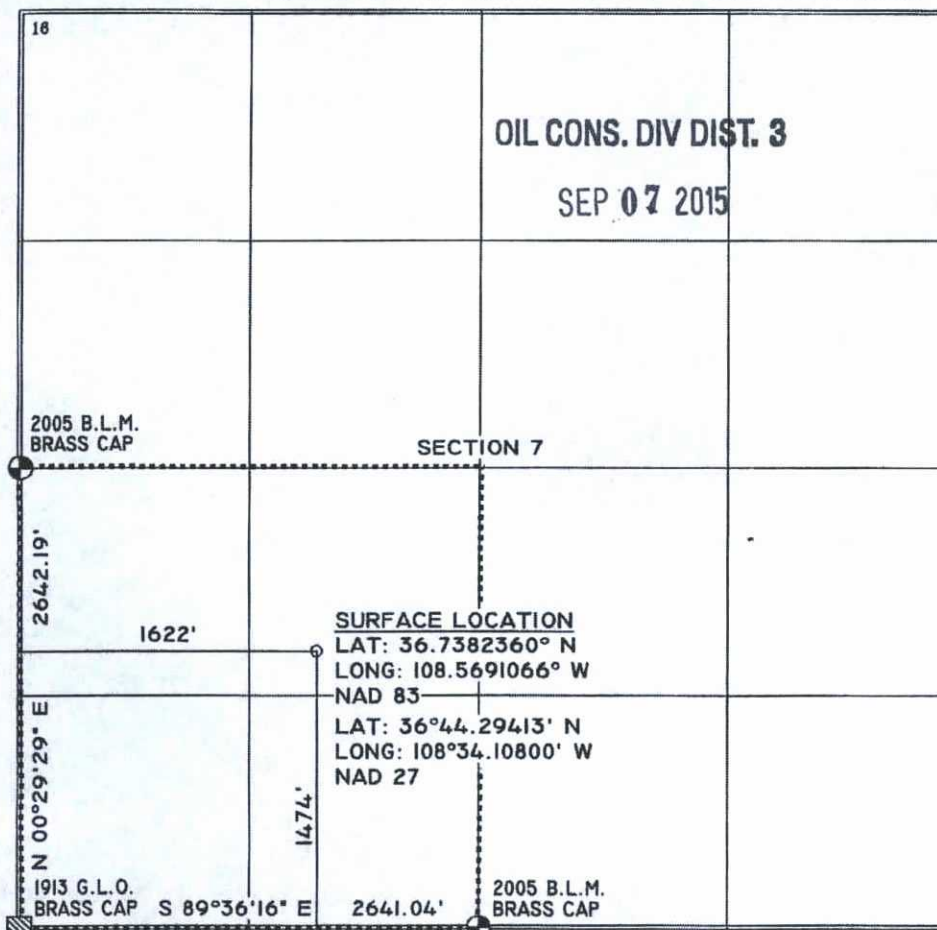 16
OIL CONS. DIV DIST. 3
SEP 07 2015
2005 B.L.M.
BRASS CAP
SECTION 7
2642.19'
1622'
SURFACE LOCATION
LAT: 36.7382360° N
LONG: 108.5691066° W
NAD 83
LAT: 36°44.29413' N
LONG: 108°34.10800' W
NAD 27
N 00°29'29" E
1474'
1913 G.L.O.
BRASS CAP
S 89°36'16" E
2641.04'
2005 B.L.M.
BRASS CAP